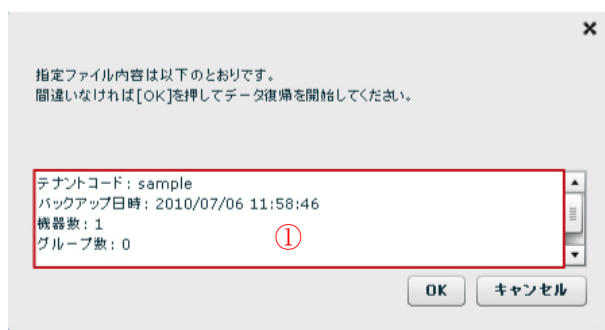 指定ファイル内容は以下のとおりです。
間違いなければ[OK]を押してデータ復帰を開始してください。
テナントコード : sample
バックアップ日時 : 2010/07/06 11:58:46
機器数 : 1
グループ数 : 0
①
OK キャンセル